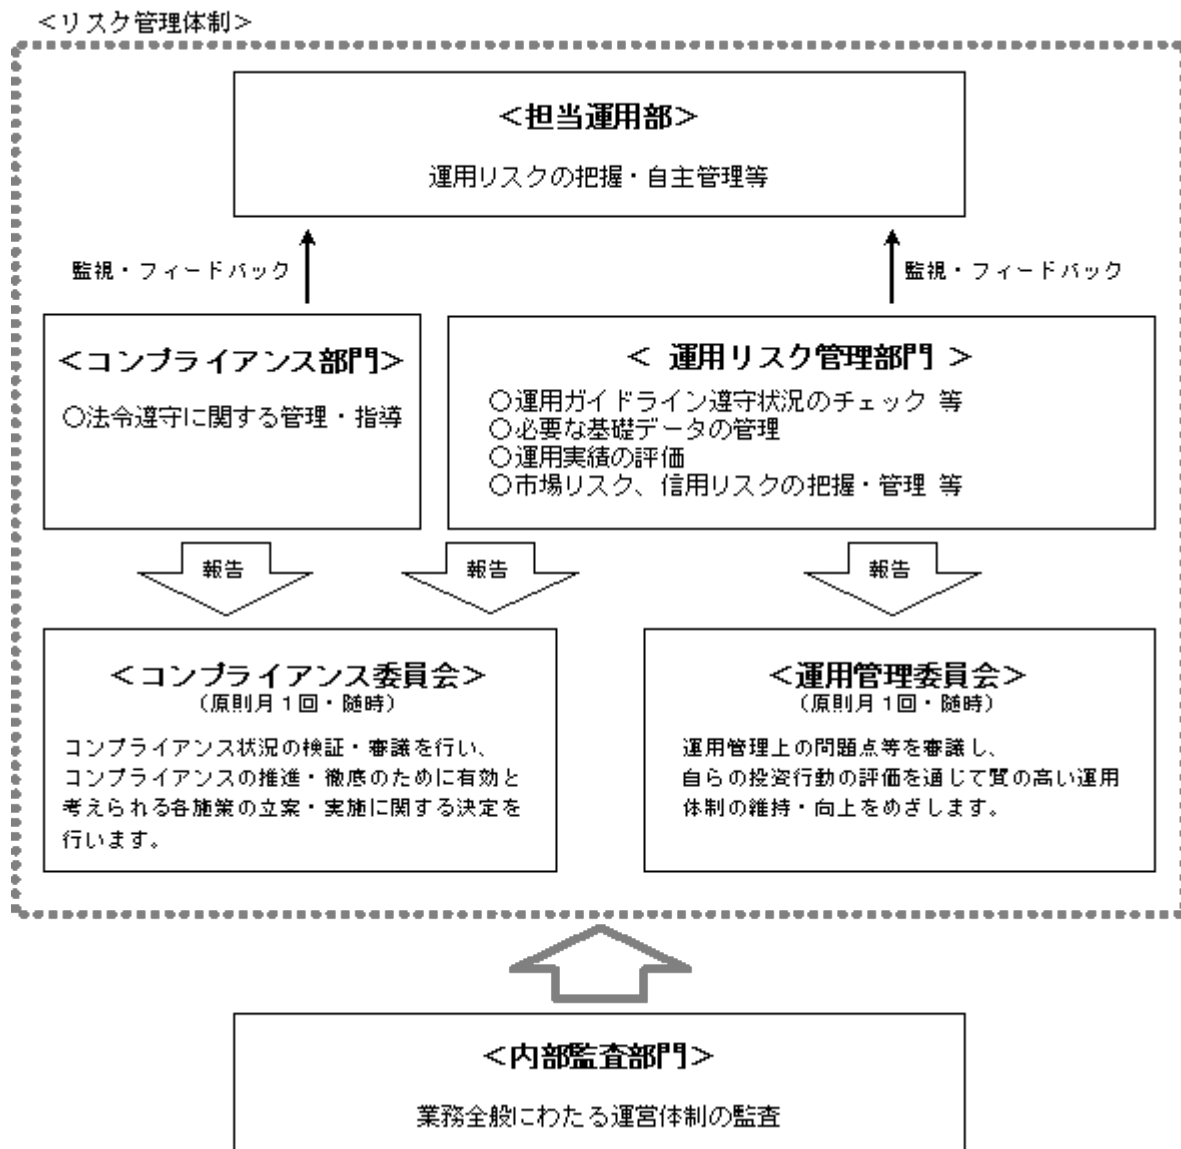 ＜リスク管理体制＞
＜担当運用部＞
運用リスクの把握・自主管理等
監視・フィードバック
監視・フィードバック
＜コンプライアンス部門＞
○法令遵守に関する管理・指導
＜ 運用リスク管理部門 ＞
○運用ガイドライン遵守状況のチェック 等
○必要な基礎データの管理
○運用実績の評価
○市場リスク、信用リスクの把握・管理 等
報告
報告
報告
＜コンプライアンス委員会＞
（原則月１回・随時）
コンプライアンス状況の検証・審議を行い、
コンプライアンスの推進・徹底のために有効と
考えられる各施策の立案・実施に関する決定を
行います。
＜運用管理委員会＞
（原則月１回・随時）
運用管理上の問題点等を審議し、
自らの投資行動の評価を通じて質の高い運用
体制の維持・向上をめざします。
＜内部監査部門＞
業務全般にわたる運営体制の監査